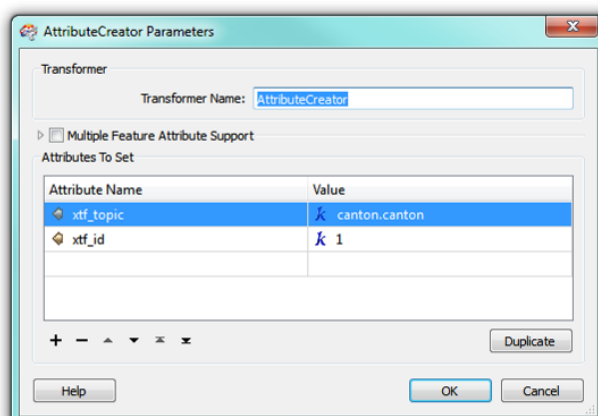 AttributeCreator Parameters
Transformer
Transformer Name: AttributeCreator
Multiple Feature Attribute Support
Attributes To Set
Attribute Name Value
xtf_topic k canton.canton
xtf_id k 1
Duplicate
Help OK Cancel